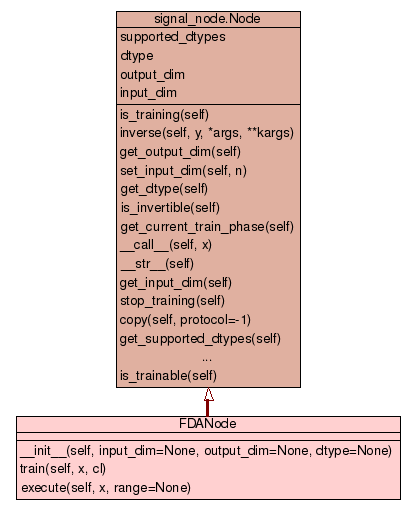 signal_node.Node
supported_dtypes
dtype
output_dim
input_dim
is_training(self)
inverse(self, y, *args, **kargs)
get_output_dim(self)
set_input_dim(self, n)
get_dtype(self)
is_invertible(self)
get_current_train_phase(self)
__call__(self, x)
__str__(self)
get_input_dim(self)
stop_training(self)
copy(self, protocol=-1)
get_supported_dtypes(self)
...
is_trainable(self)
FDANode
__init__(self, input_dim=None, output_dim=None, dtype=None)
train(self, x, cl)
execute(self, x, range=None)